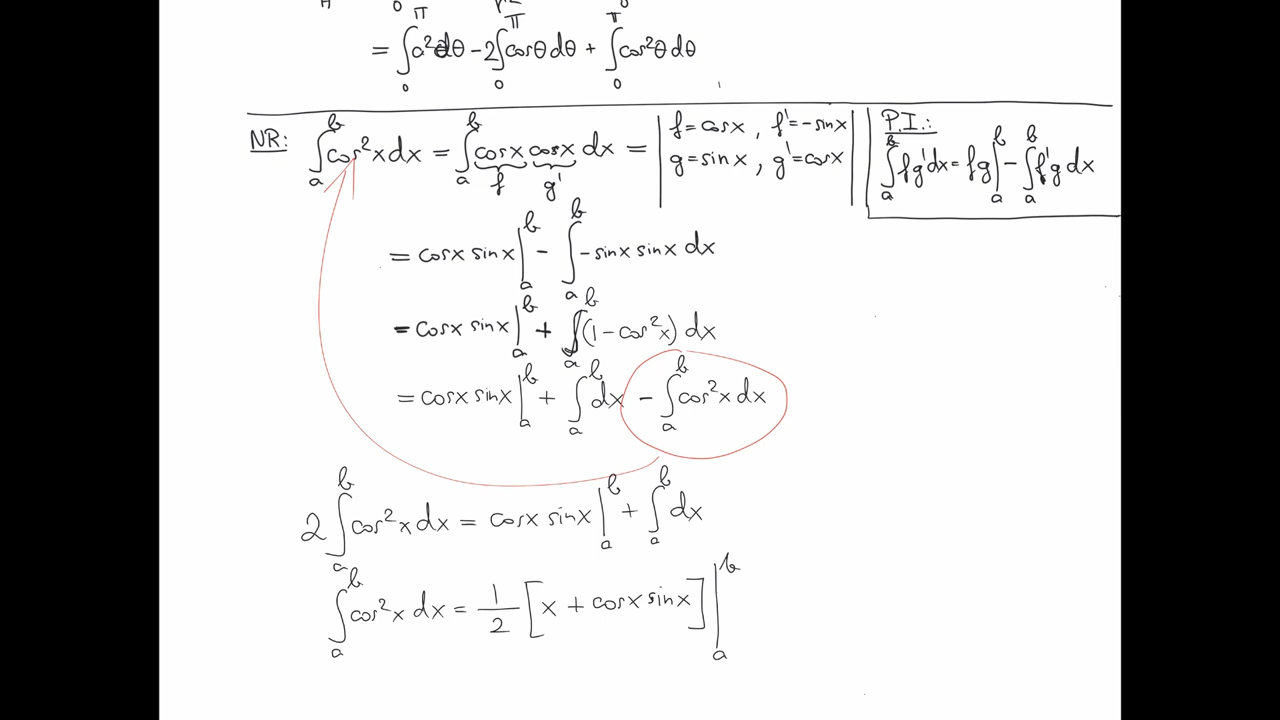 = ∫₀^π a²dθ - 2∫₀^π cosθ dθ + ∫₀^π cos²θ dθ
NR: ∫ₐᵇ cos²x dx = ∫ₐᵇ cosx cosx dx = | f = cosx , f' = -sinx
f g' g = sinx , g' = cosx |
P.I.:
∫ₐᵇ fg'dx = fg|ₐᵇ - ∫ₐᵇ f'g dx
= cosx sinx|ₐᵇ - ∫ₐᵇ -sinx sinx dx
= cosx sinx|ₐᵇ + ∫ₐᵇ (1 - cos²x) dx
= cosx sinx|ₐᵇ + ∫ₐᵇ dx - ∫ₐᵇ cos²x dx
2∫ₐᵇ cos²x dx = cosx sinx|ₐᵇ + ∫ₐᵇ dx
∫ₐᵇ cos²x dx = 1/2 [x + cosx sinx]|ₐᵇ